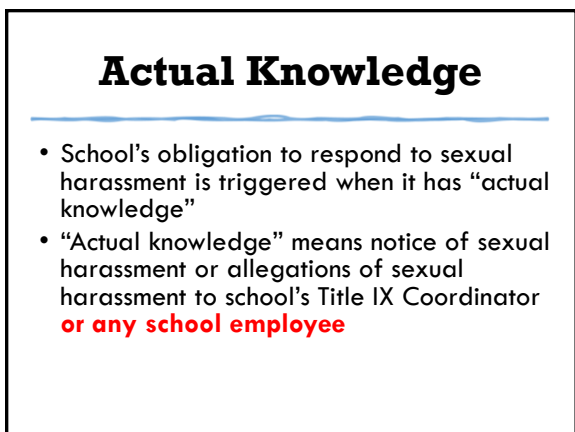 Actual Knowledge
• School’s obligation to respond to sexual
harassment is triggered when it has “actual
knowledge”
• “Actual knowledge” means notice of sexual
harassment or allegations of sexual
harassment to school’s Title IX Coordinator
or any school employee